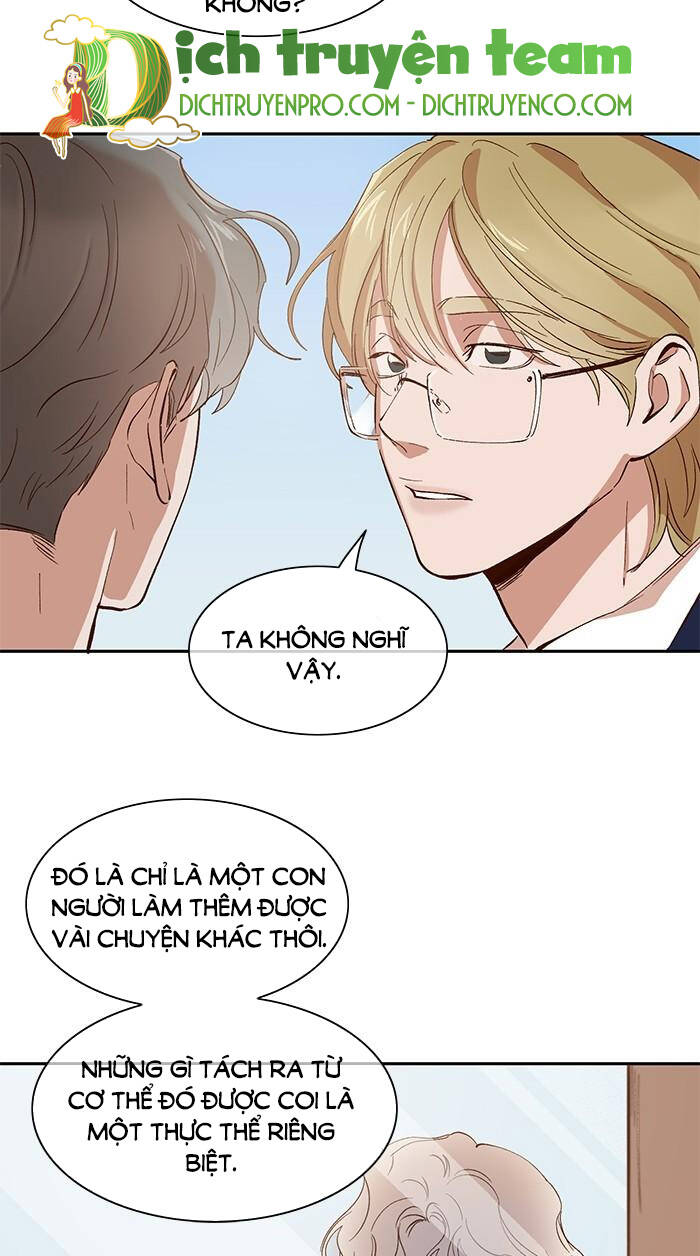 KHÔNG?
Dịch truyện team
DICHTRUYENPRO.COM - DICHTRUYENCO.COM
TA KHÔNG NGHĨ
VẬY.
ĐÓ LÀ CHỈ LÀ MỘT CON
NGƯỜI LÀM THÊM ĐƯỢC
VÀI CHUYỆN KHÁC THÔI.
NHỮNG GÌ TÁCH RA TỪ
CƠ THỂ ĐÓ ĐƯỢC COI LÀ
MỘT THỰC THỂ RIÊNG
BIỆT.